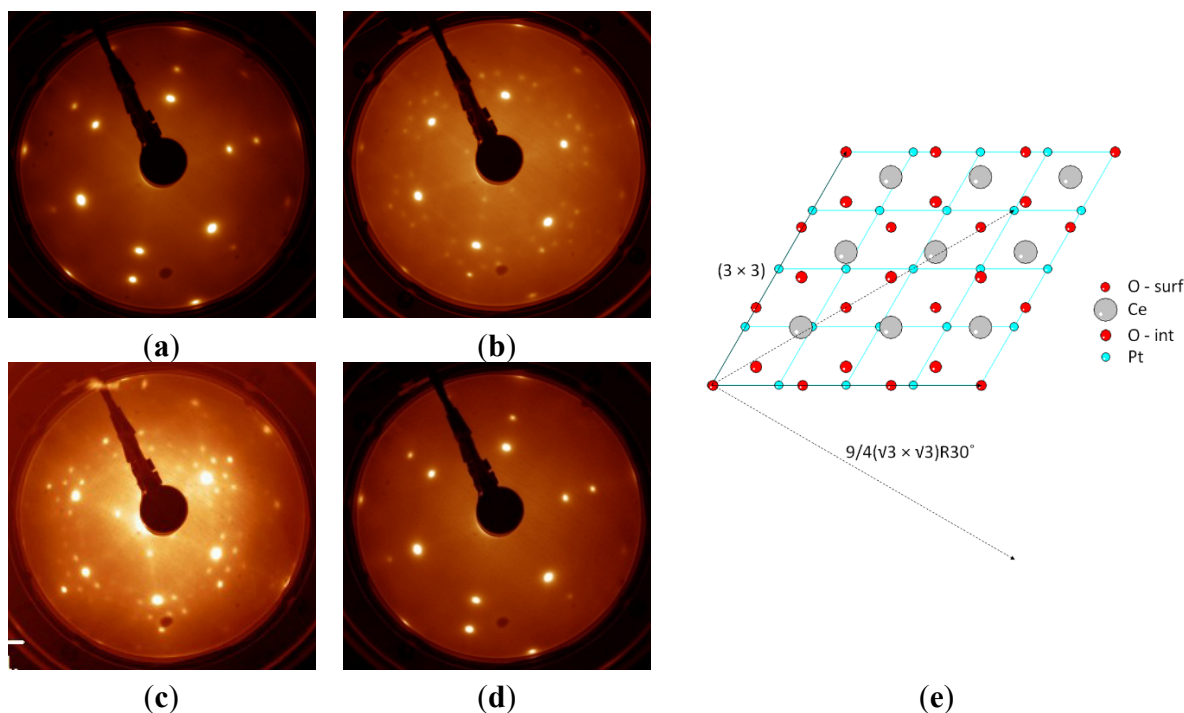 (a)
(b)
(3 × 3)
O - surf
Ce
O - int
Pt
9/4(√3 × √3)R30°
(c)
(d)
(e)